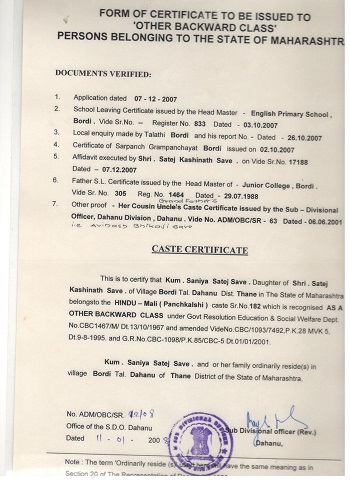 FORM OF CERTIFICATE TO BE ISSUED TO
'OTHER BACKWARD CLASS'
PERSONS BELONGING TO THE STATE OF MAHARASHTR
DOCUMENTS VERIFIED:
1. Application dated 07 - 12 - 2007
2. School Leaving Certificate issued by the Head Master - English Primary School,
Bordi. Vide Sr.No. -- Register No. 833 Dated - 03.10.2007
3. Local enquiry made by Talathi Bordi and his report No.- Dated - 26.10.2007
4. Certificate of Sarpanch Grampanchayat Bordi issued on 02.10.2007
5. Affidavit executed by Shri. Satej Kashinath Save, on Vide Sr.No. 17188
Dated – 07.12.2007
6. Father S.L. Certificate issued by the Head Master of - Junior College, Bordi.
Vide Sr. No. 305 Reg. No. 1464 Dated - 29.07.1988
Grand Father's
7. Other proof - Her Cousin Uncle's Caste Certificate issued by the Sub – Divisional
Officer, Dahanu Division, Dahanu. Vide No. ADM/OBC/SR - 63 Dated - 06.06.2001
i.e. Avinash Bhikaji Save
CASTE CERTIFICATE
This is to certify that Kum. Saniya Satej Save. Daughter of Shri. Satej
Kashinath Save. of Village Bordi Tal. Dahanu Dist. Thane in The State of Maharashtra
belongsto the HINDU – Mali ( Panchkalshi ) caste Sr.No.182 which is recognised AS A
OTHER BACKWARD CLASS under Govt Resolution Education & Social Welfare Dept.
No.CBC1467/M/ Dt.13/10/1967 and amended VideNo.CBC/1093/7492,P.K.28 MVK 5,
Dt.9-8-1995. and G.R.No.CBC-1098/P.K.85/CBC-5 Dt.01/01/2001.
Kum. Saniya Satej Save. and or her family ordinarily reside(s) in
village Bordi Tal. Dahanu of Thane District of the State of Maharashtra.
No. ADM/OBC/SR.
Office of the S.D.O. Dahanu
Dated 11 - 01 - 2008
Sub Divisional officer (Rev.)
Dahanu.
SUB DIVISIONAL OFFICER
Note : The term 'Ordinarily reside (s) used here will have the same meaning as in
Section 20 of The Representation of